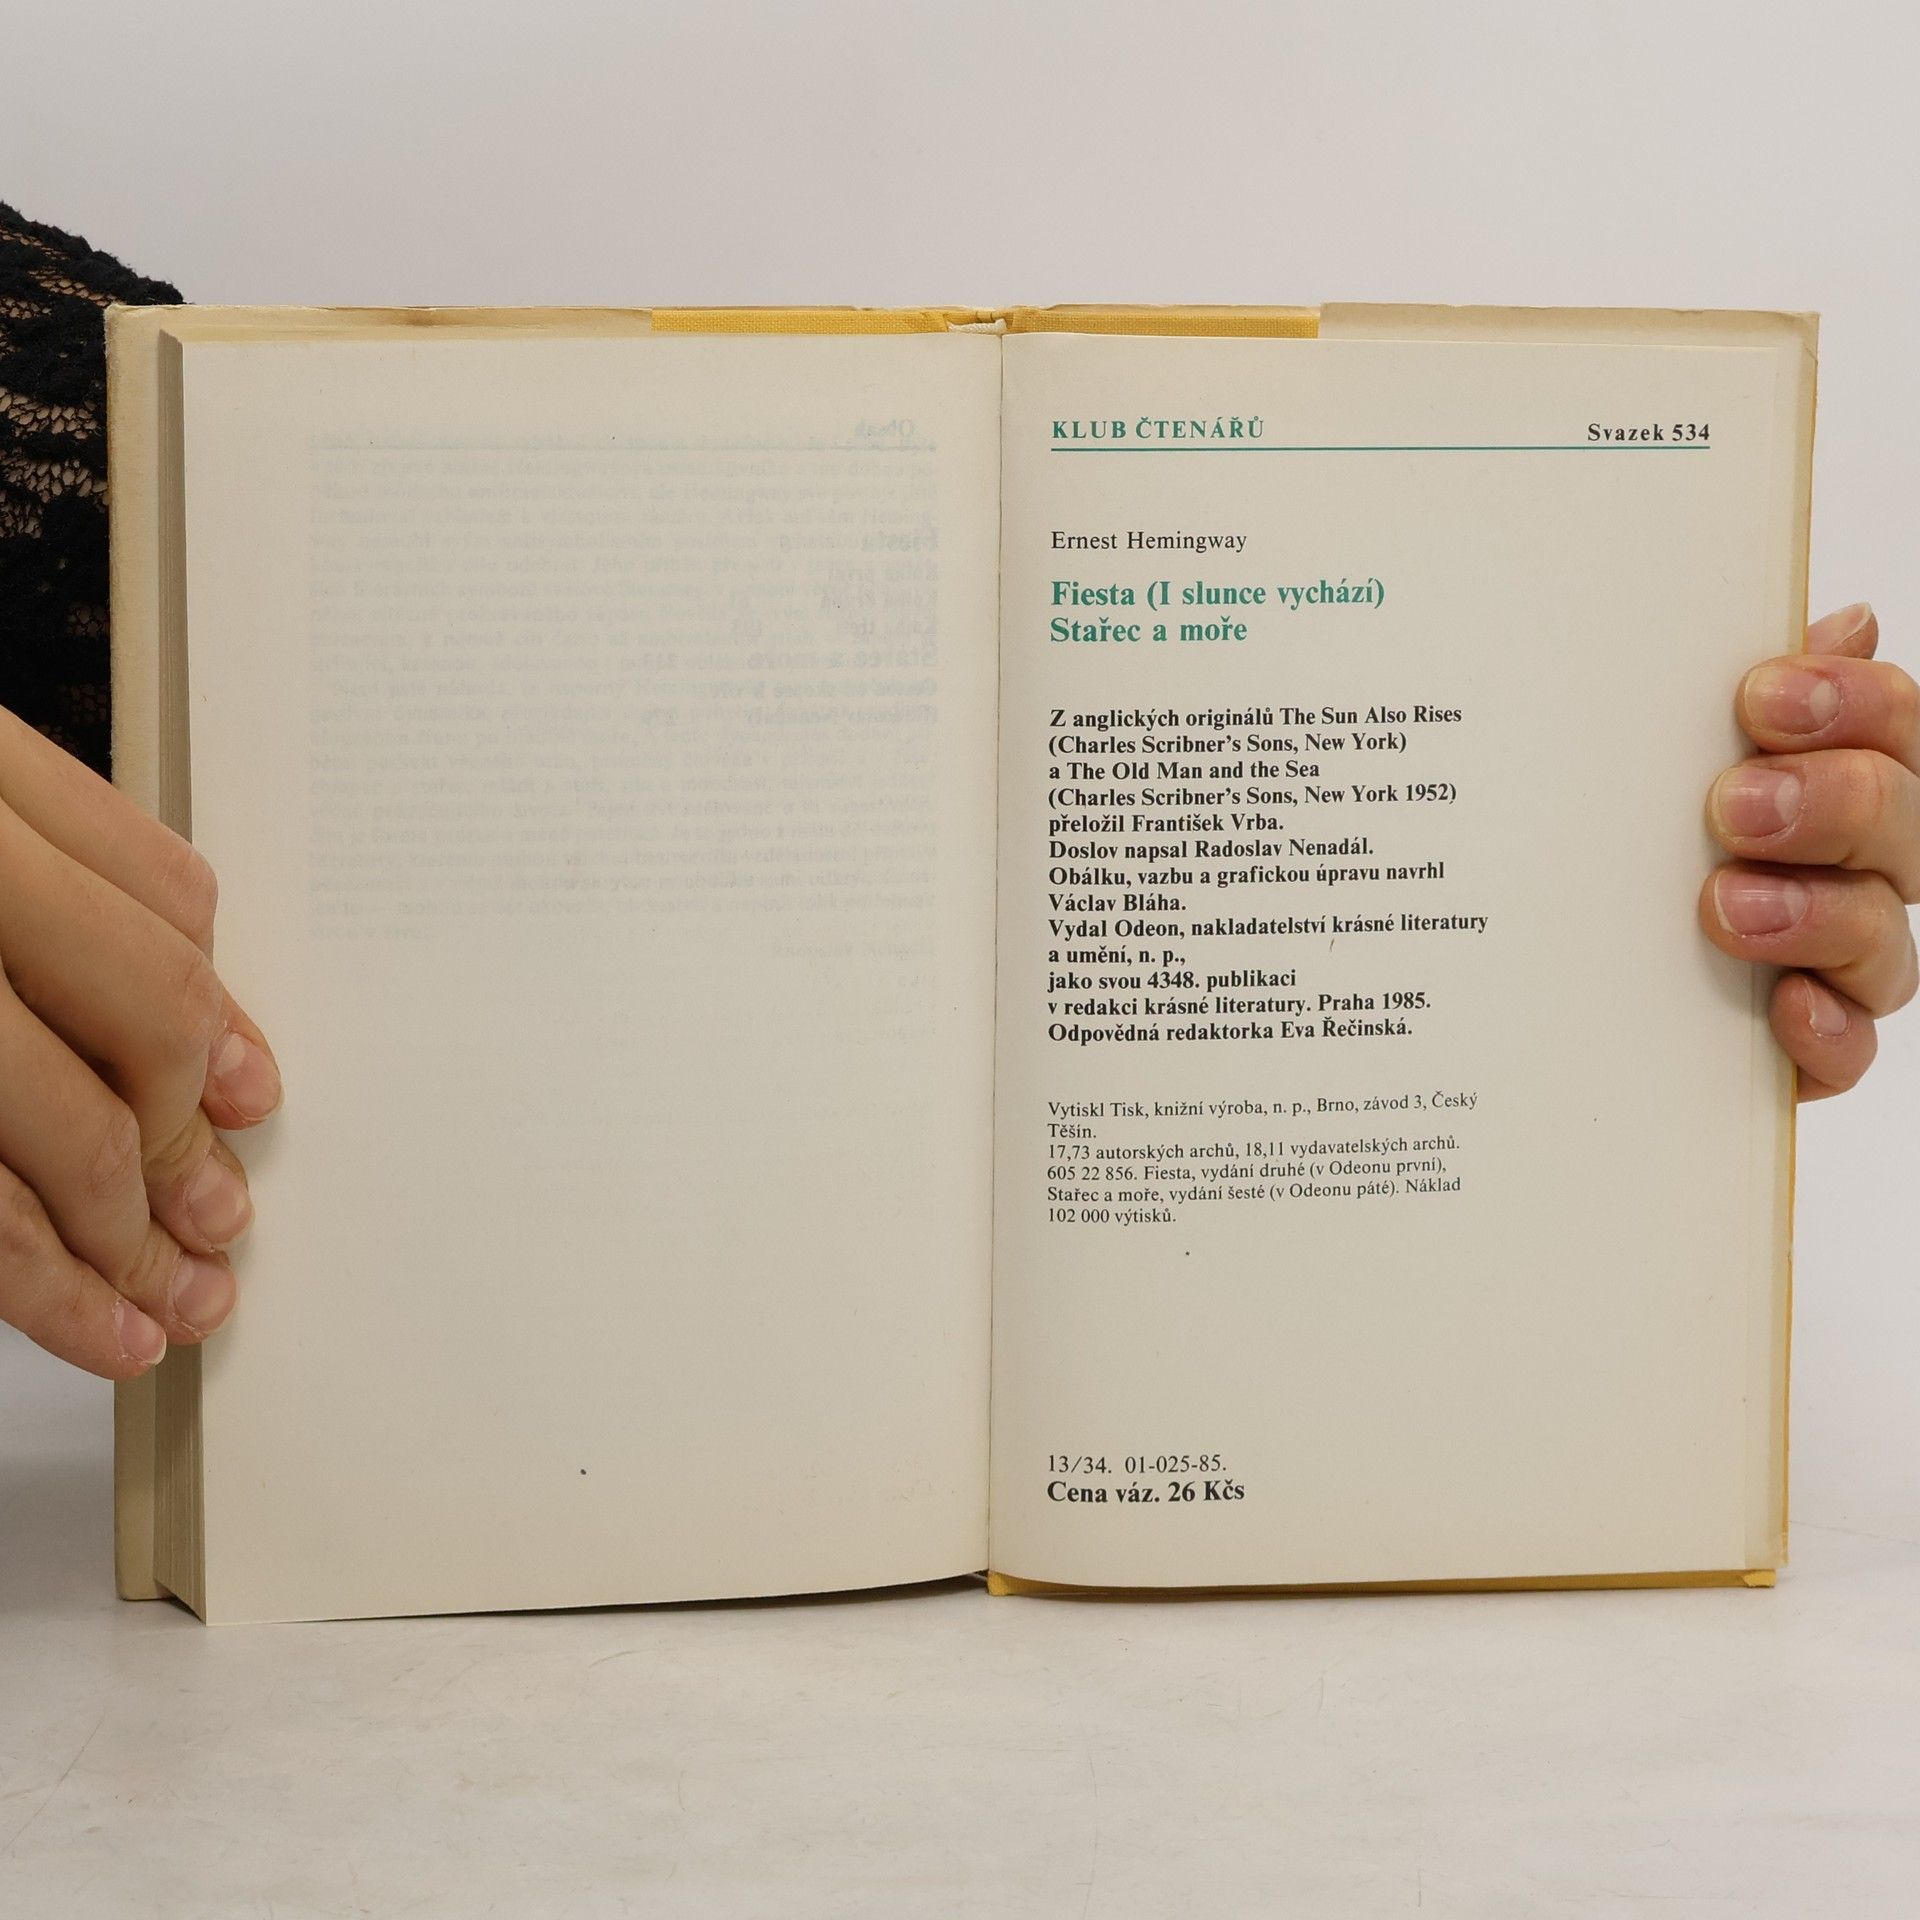 KLUB ČTENÁŘŮ Svazek 534
Ernest Hemingway
Fiesta (I slunce vychází)
Stařec a moře
Z anglických originálů The Sun Also Rises
(Charles Scribner's Sons, New York)
a The Old Man and the Sea
(Charles Scribner's Sons, New York 1952)
přeložil František Vrba.
Doslov napsal Radoslav Nenadál.
Obálku, vazbu a grafickou úpravu navrhl
Václav Bláha.
Vydal Odeon, nakladatelství krásné literatury
a umění, n. p.,
jako svou 4348. publikaci
v redakci krásné literatury. Praha 1985.
Odpovědná redaktorka Eva Řečinská.
Vytiskl Tisk, knižní výroba, n. p., Brno, závod 3, Český
Těšín.
17,73 autorských archů, 18,11 vydavatelských archů.
605 22 856. Fiesta, vydání druhé (v Odeonu první),
Stařec a moře, vydání šesté (v Odeonu páté). Náklad
102 000 výtisků.
13/34. 01-025-85.
Cena váz. 26 Kčs